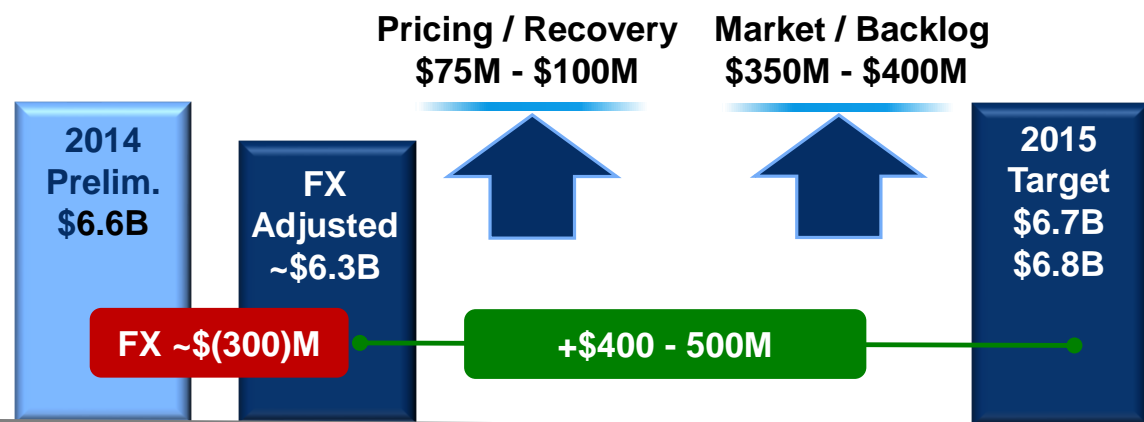 Pricing / Recovery
$75M - $100M
Market / Backlog
$350M - $400M
2014
Prelim.
$6.6B
FX
Adjusted
~$6.3B
2015
Target
$6.7B
$6.8B
FX ~$(300)M
+$400 - 500M